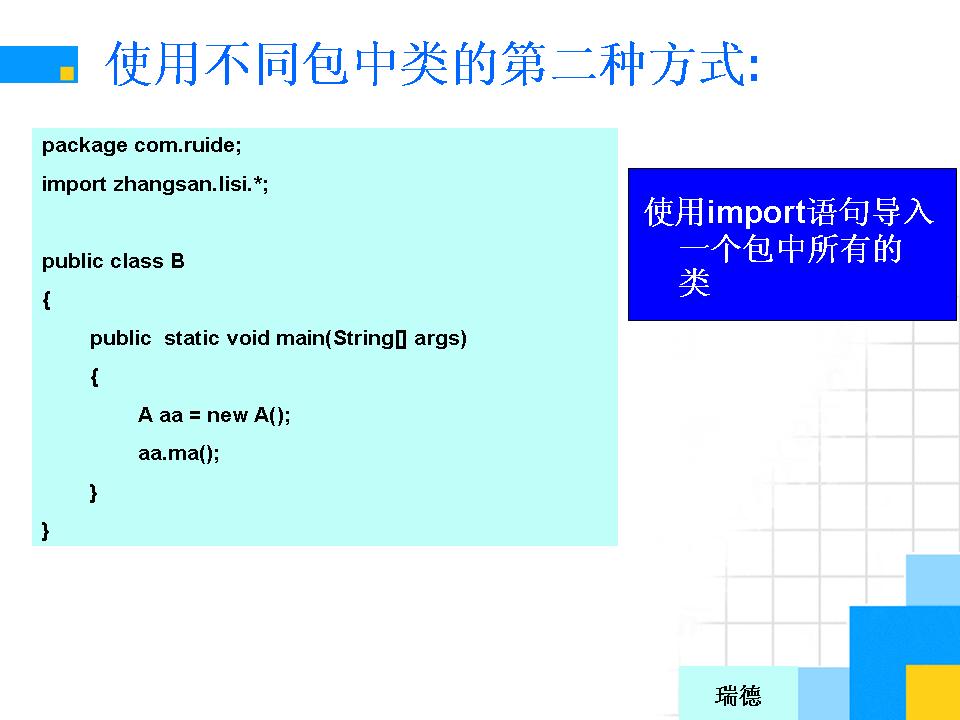 使用不同包中类的第二种方式:
package com.ruide;
import zhangsan.lisi.*;
public class B
{
public  static void main(String[] args)
{
A aa = new A();
aa.ma();
}
}
使用import语句导入
一个包中所有的
类
瑞德